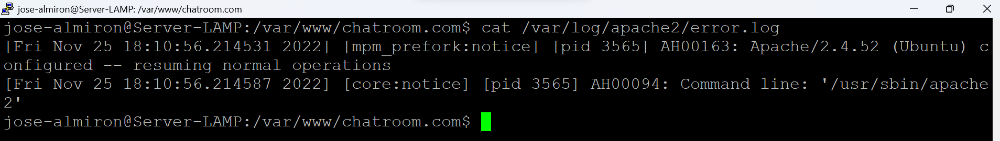 jose-almiron@Server-LAMP: /var/www/chatroom.com
jose-almiron@Server-LAMP:/var/www/chatroom.com$ cat /var/log/apache2/error.log
[Fri Nov 25 18:10:56.214531 2022] [mpm_prefork:notice] [pid 3565] AH00163: Apache/2.4.52 (Ubuntu) c
onfigured -- resuming normal operations
[Fri Nov 25 18:10:56.214587 2022] [core:notice] [pid 3565] AH00094: Command line: '/usr/sbin/apache
2'
jose-almiron@Server-LAMP:/var/www/chatroom.com$